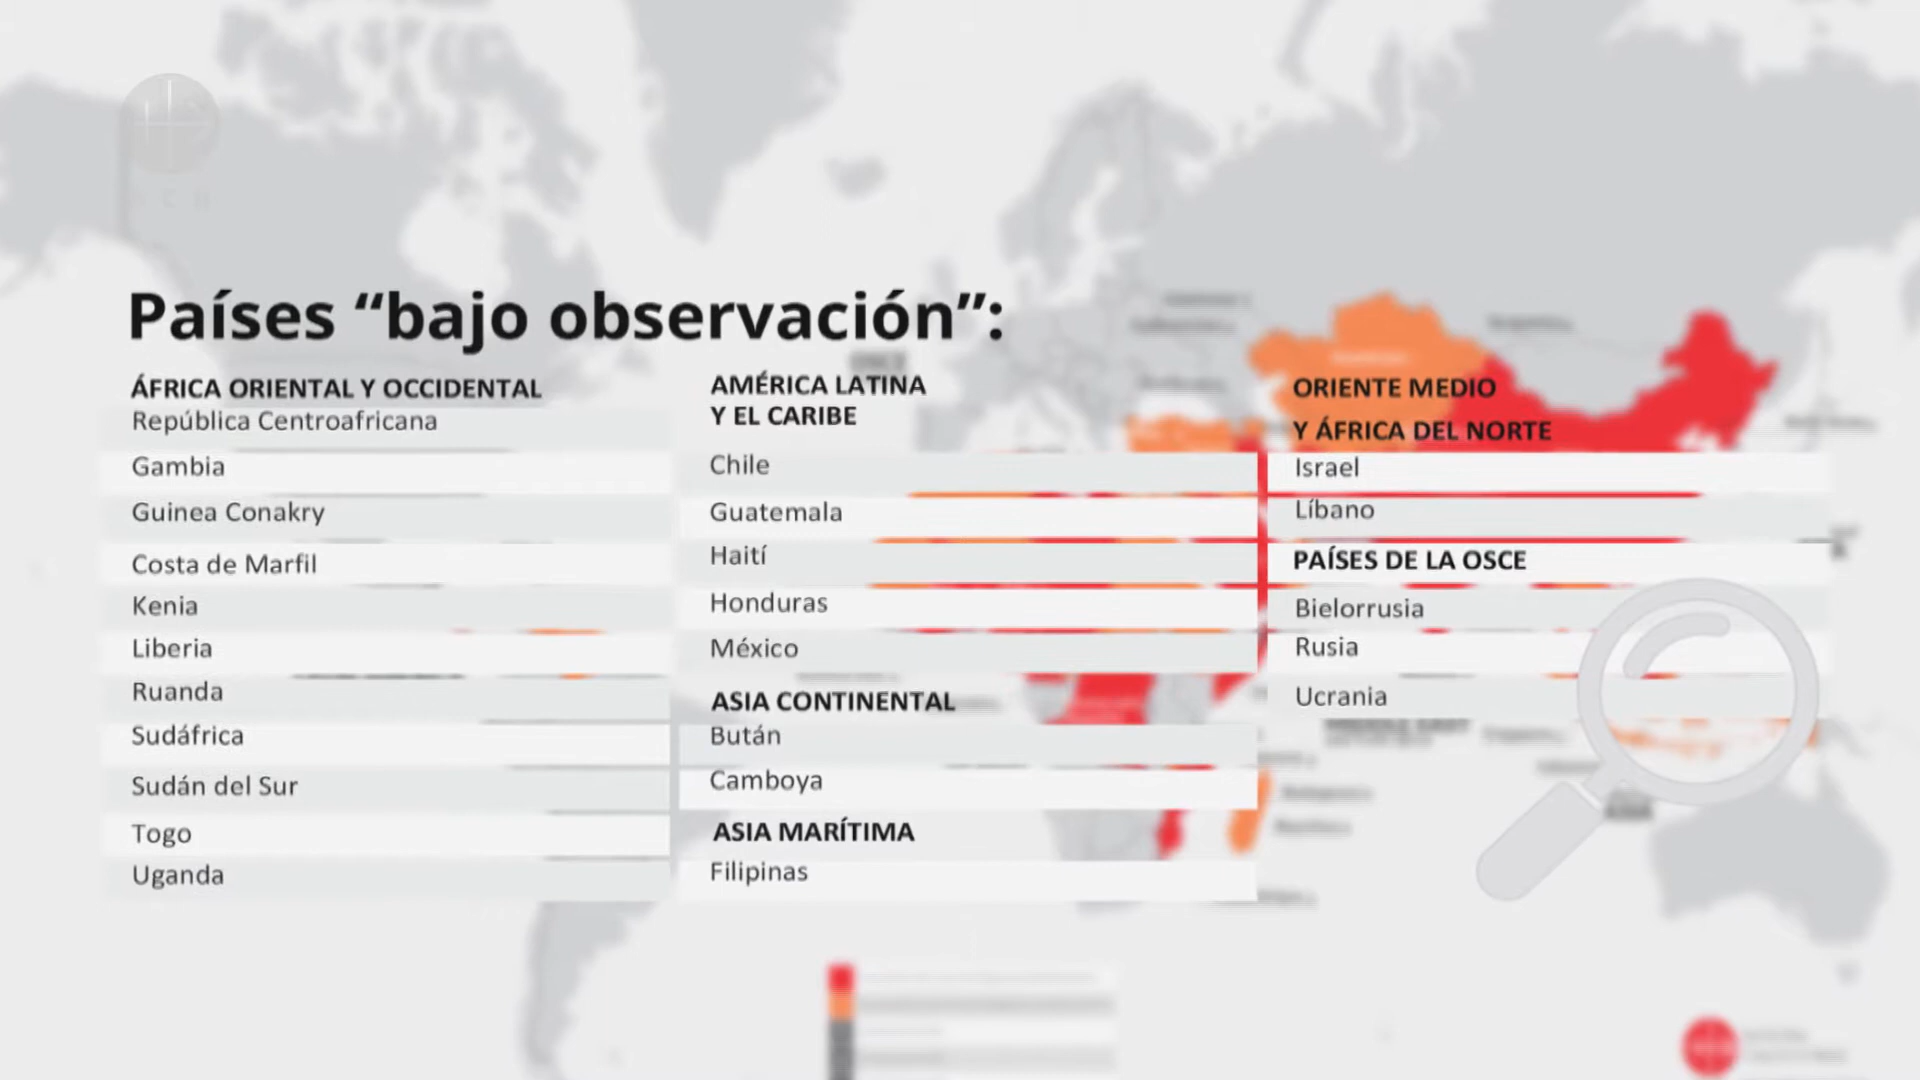 Países “bajo observación”:
ÁFRICA ORIENTAL Y OCCIDENTAL
República Centroafricana
Gambia
Guinea Conakry
Costa de Marfil
Kenia
Liberia
Ruanda
Sudáfrica
Sudán del Sur
Togo
Uganda
AMÉRICA LATINA
Y EL CARIBE
Chile
Guatemala
Haití
Honduras
México
ASIA CONTINENTAL
Bután
Camboya
ASIA MARÍTIMA
Filipinas
ORIENTE MEDIO
Y ÁFRICA DEL NORTE
Israel
Líbano
PAÍSES DE LA OSCE
Bielorrusia
Rusia
Ucrania